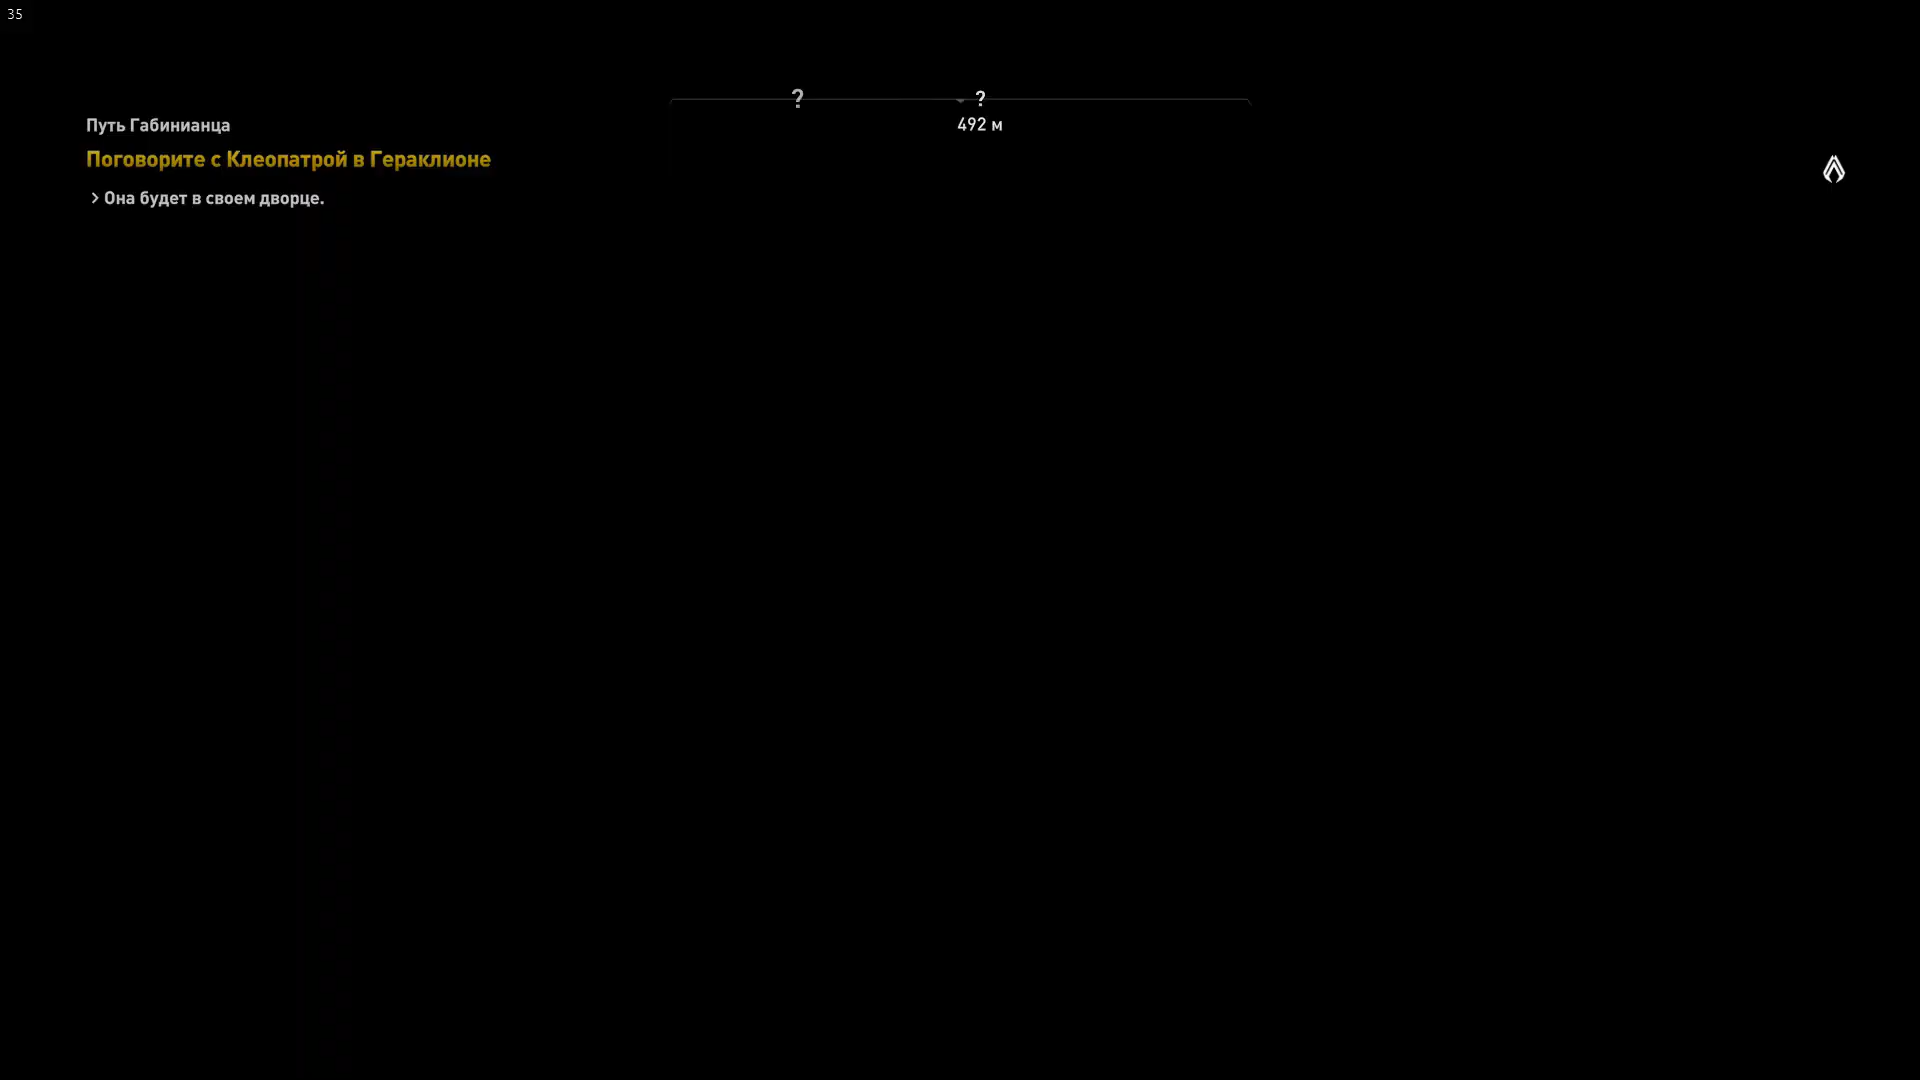 35
? ?
492 м
Путь Габинианца
Поговорите с Клеопатрой в Гераклионе
> Она будет в своем дворце.